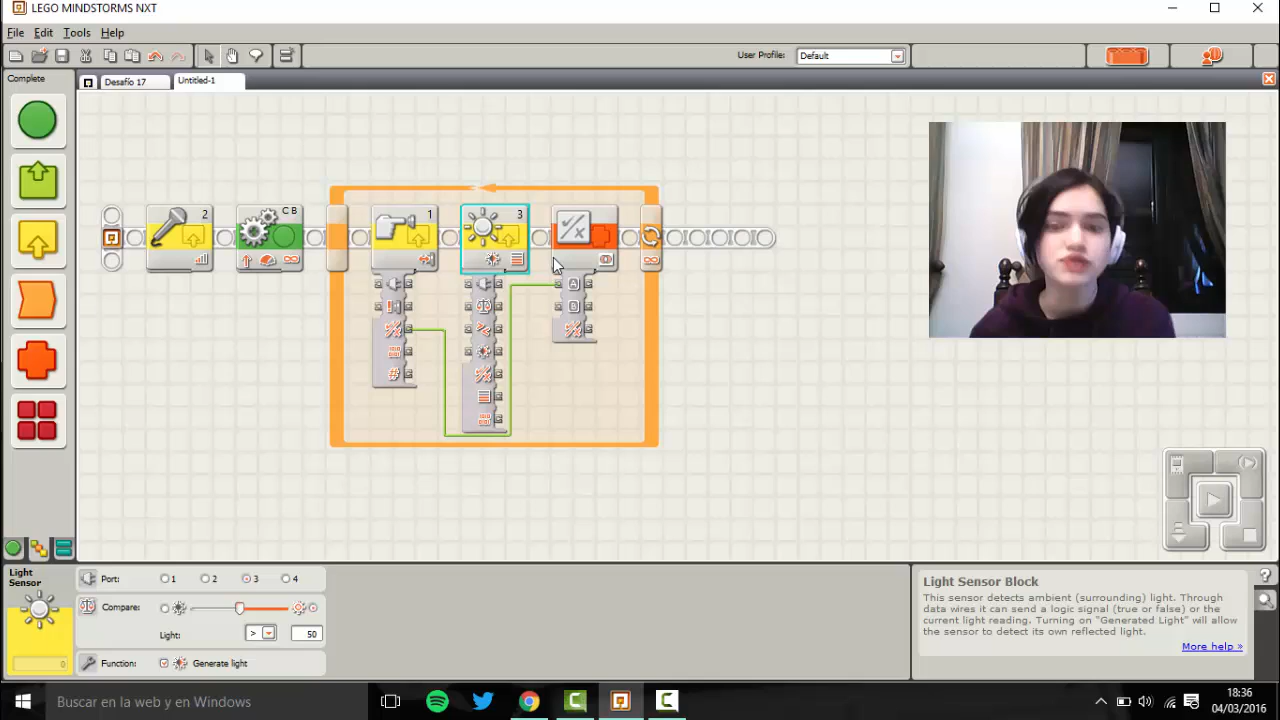 LEGO MINDSTORMS NXT
File Edit Tools Help
User Profile: Default
Complete
Desafío 17 Untitled-1
2
C B
1
3
A
Light Sensor
Port: 1 2 3 4
Compare:
Light: > 50
Function: Generate light
0
Light Sensor Block
This sensor detects ambient (surrounding) light. Through
data wires it can send a logic signal (true or false) or the
current light reading. Turning on "Generated Light" will allow
the sensor to detect its own reflected light.
More help »
Buscar en la web y en Windows
18:36
04/03/2016